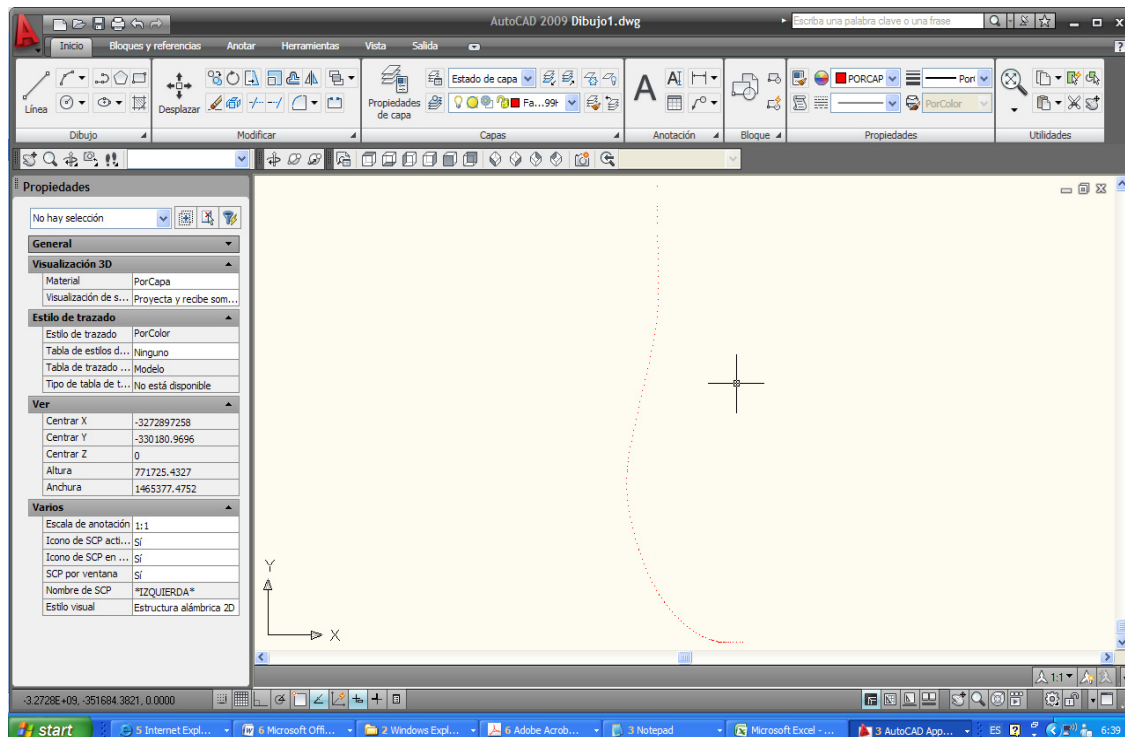 AutoCAD 2009 Dibujo1.dwg
Escriba una palabra clave o una frase
Inicio Bloques y referencias Anotar Herramientas Vista Salida
Línea
Desplazar
Propiedades de capa
Estado de capa
Fa...99
A
PORCAP
Port
PorColor
Dibujo Modificar Capas Anotación Bloque Propiedades Utilidades
Propiedades
No hay selección
General
Visualización 3D
Material PorCapa
Visualización de s... Proyecta y recibe som...
Estilo de trazado
Estilo de trazado PorColor
Tabla de estilos d... Ninguno
Tabla de trazado ... Modelo
Tipo de tabla de t... No está disponible
Ver
Centrar X -3272897258
Centrar Y -330180.9696
Centrar Z 0
Altura 771725.4327
Anchura 1465377.4752
Varios
Escala de anotación 1:1
Icono de SCP acti... Sí
Icono de SCP en ... Sí
SCP por ventana Sí
Nombre de SCP *IZQUIERDA*
Estilo visual Estructura alámbrica 2D
Y
X
1:1
-3.2728E+09, -351684.3821, 0.0000
start 5 Internet Expl... 6 Microsoft Offi... 2 Windows Expl... 6 Adobe Acrob... 3 Notepad Microsoft Excel - ... 3 AutoCAD App... ES 6:39